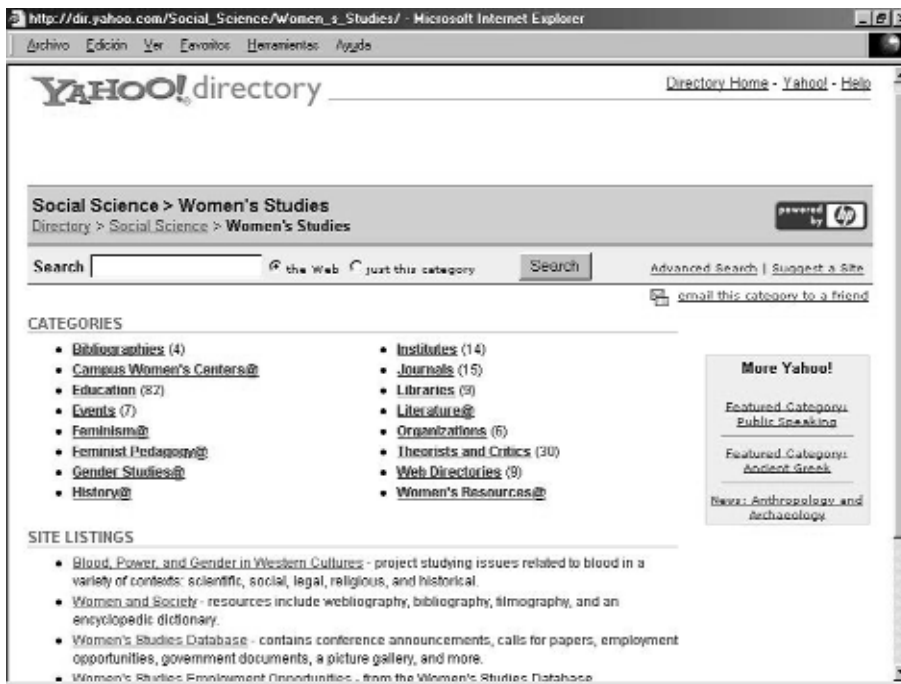 http://dir.yahoo.com/Social_Science/Women_s_Studies/ - Microsoft Internet Explorer
Archivo Edición Ver Favoritos Herramientas Ayuda
YAHOO! directory
Directory Home - Yahoo! - Help
Social Science > Women's Studies
Directory > Social Science > Women's Studies
powered by hp
Search the Web just this category Search
Advanced Search | Suggest a Site
email this category to a friend
CATEGORIES
• Bibliographies (4)
• Campus Women's Centers@
• Education (82)
• Events (7)
• Feminism@
• Feminist Pedagogy@
• Gender Studies@
• History@
• Institutes (14)
• Journals (15)
• Libraries (9)
• Literature@
• Organizations (6)
• Theorists and Critics (30)
• Web Directories (9)
• Women's Resources@
More Yahoo!
Featured Category:
Public Speaking
Featured Category:
Ancient Greek
News: Anthropology and
Archaeology
SITE LISTINGS
• Blood, Power, and Gender in Western Cultures - project studying issues related to blood in a
variety of contexts: scientific, social, legal, religious, and historical.
• Women and Society - resources include webliography, bibliography, filmography, and an
encyclopedic dictionary.
• Women's Studies Database - contains conference announcements, calls for papers, employment
opportunities, government documents, a picture gallery, and more.
• Women's Studies Employment Opportunities - from the Women's Studies Database